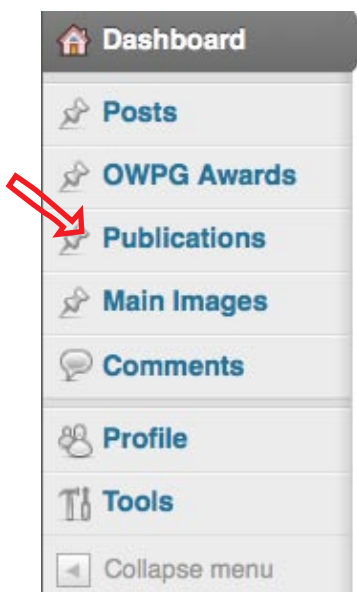 Dashboard
Posts
OWPG Awards
Publications
Main Images
Comments
Profile
Tools
Collapse menu